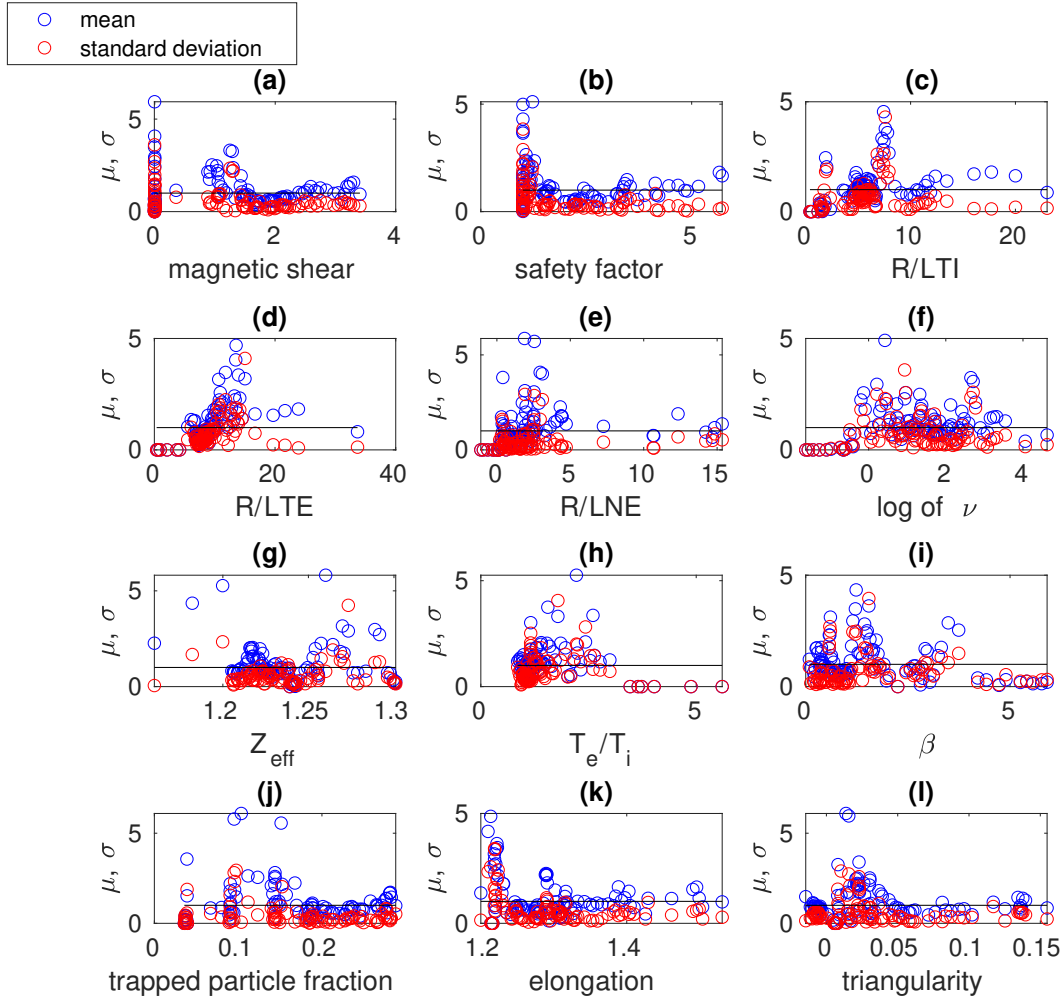 mean
standard deviation
(a) (b) (c)
μ, σ 5 0 μ, σ 5 0 μ, σ 5 0
0 2 4 0 5 0 10 20
magnetic shear safety factor R/LTI
(d) (e) (f)
μ, σ 5 0 μ, σ 5 0 μ, σ 5 0
0 20 40 0 5 10 15 0 2 4
R/LTE R/LNE log of ν
(g) (h) (i)
μ, σ 5 0 μ, σ 5 0 μ, σ 5 0
1.2 1.25 1.3 0 5 0 5
Z_eff T_e/T_i β
(j) (k) (l)
μ, σ 5 0 μ, σ 5 0 μ, σ 5 0
0 0.1 0.2 1.2 1.4 0 0.05 0.1 0.15
trapped particle fraction elongation triangularity